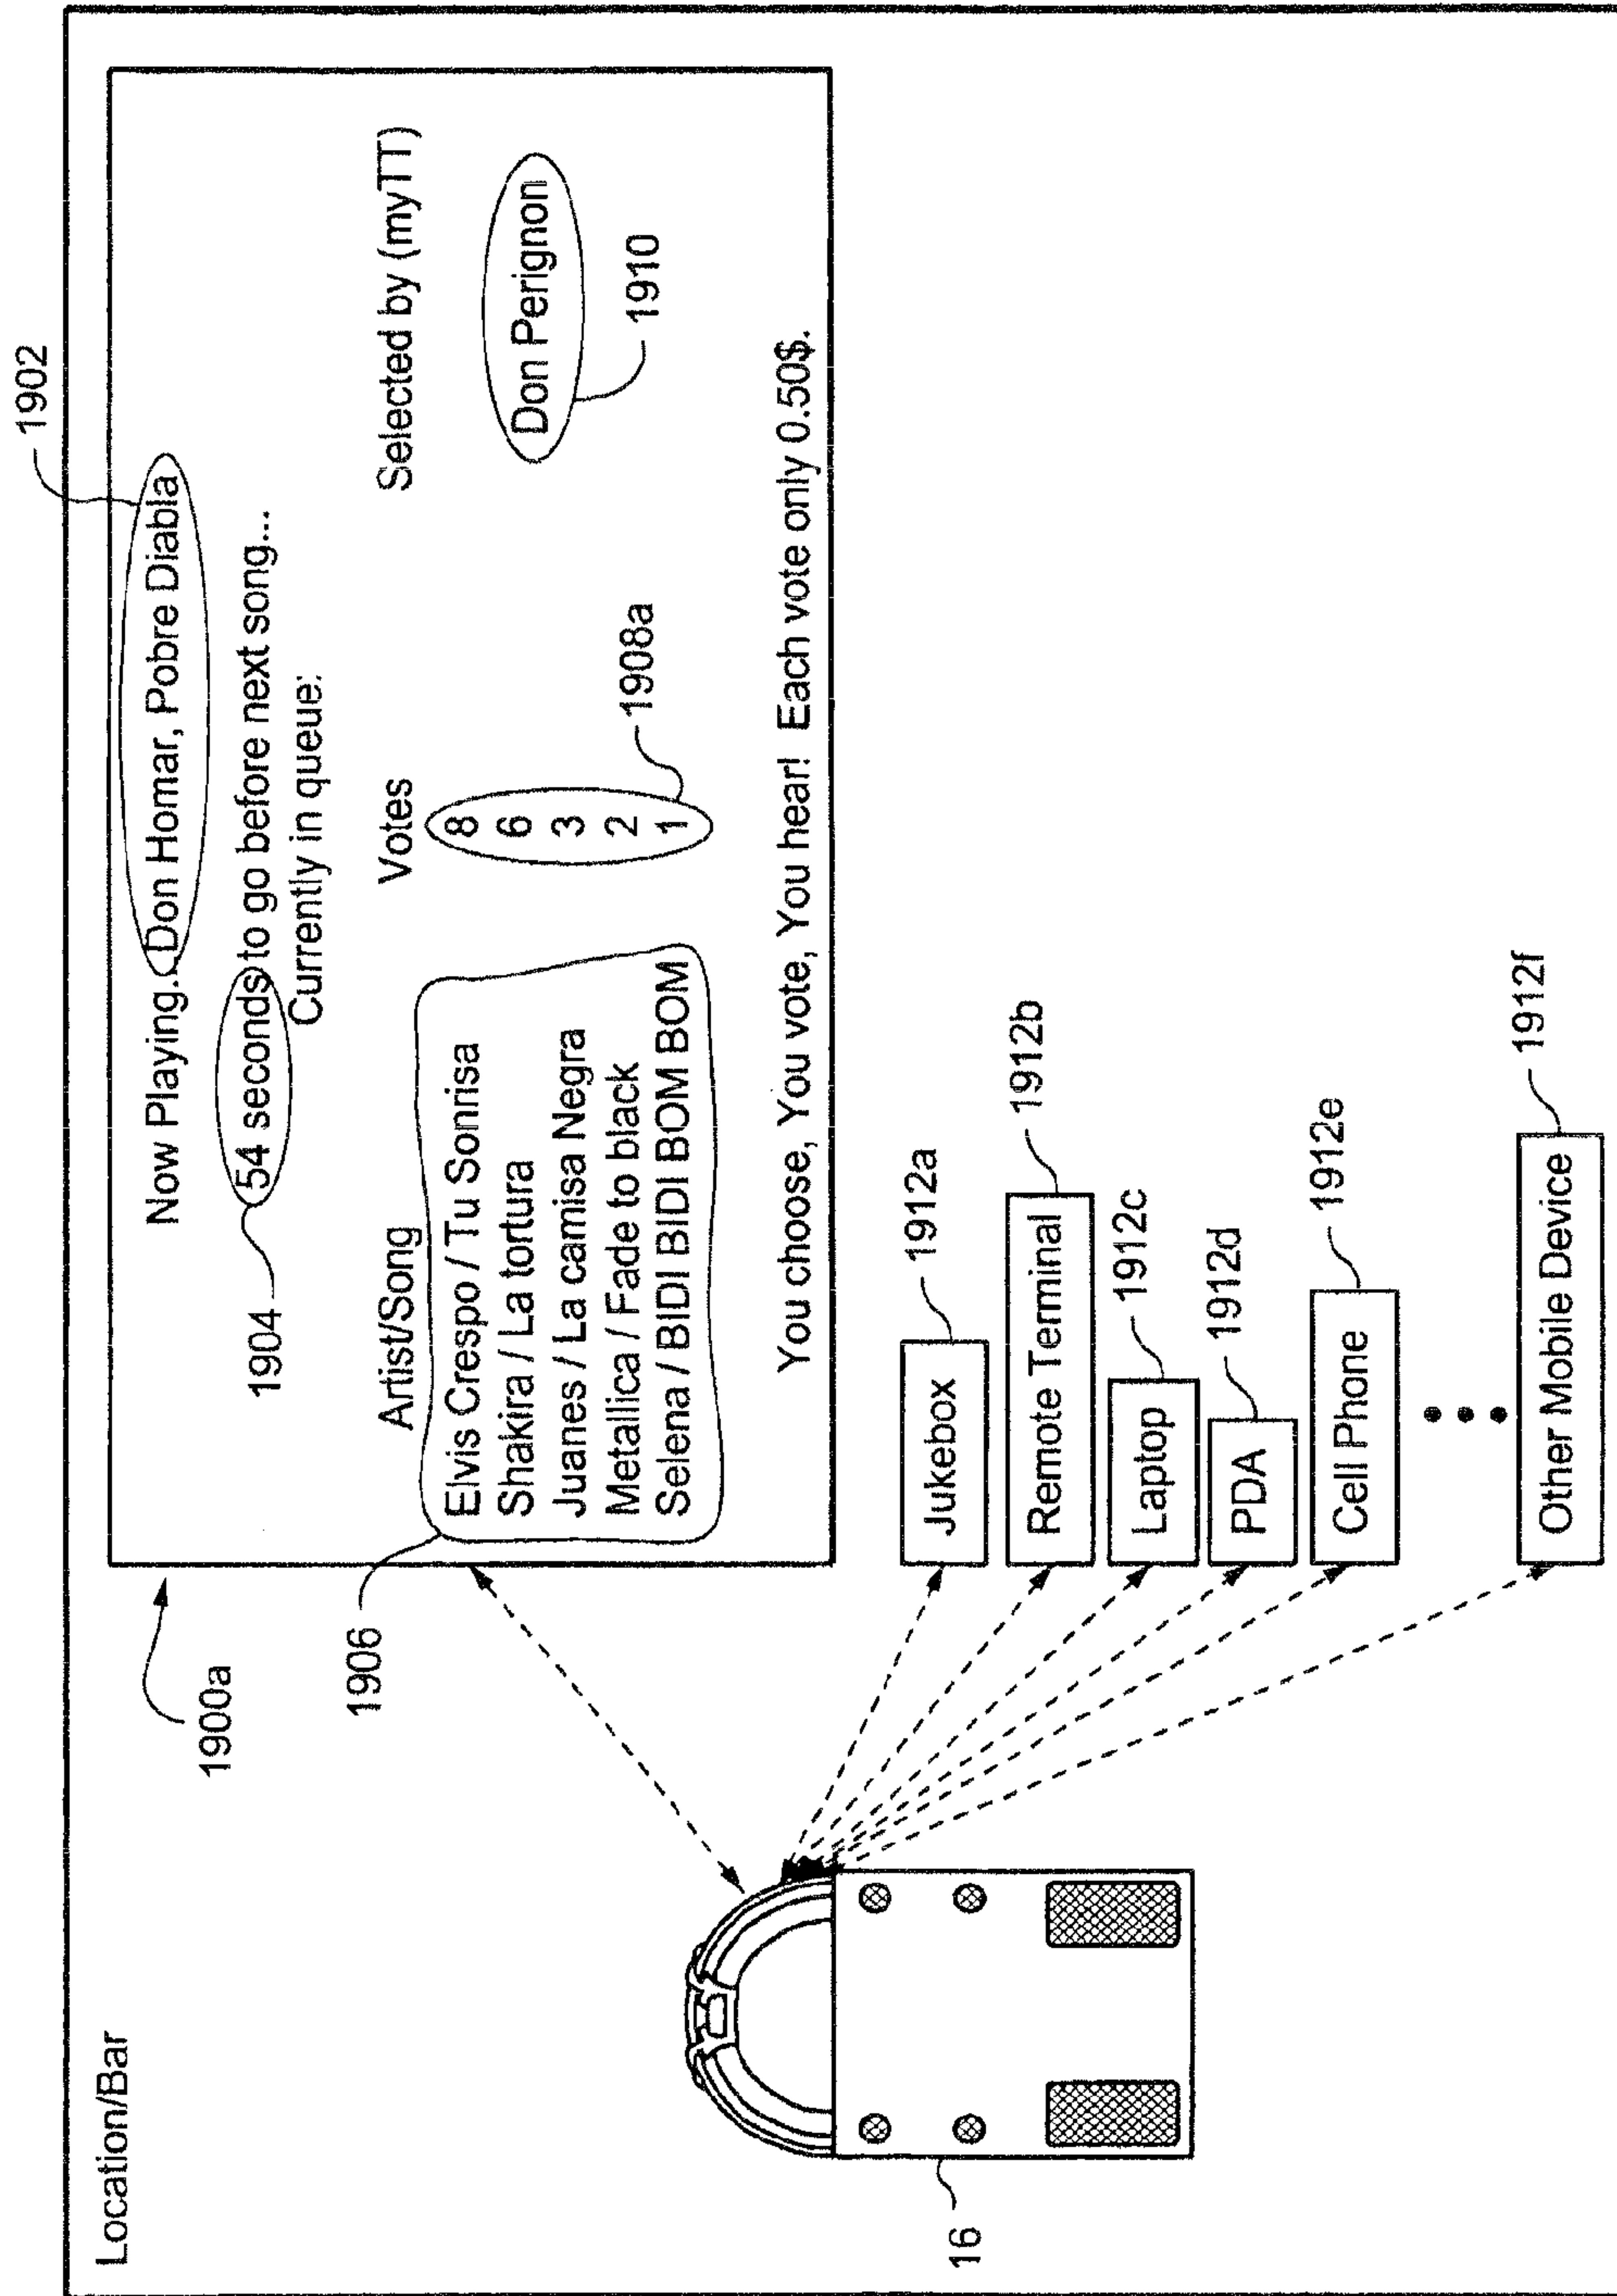 Location/Bar
1900a
1902
Now Playing...Don Homar, Pobre Diabla
1904
54 seconds to go before next song...
Currently in queue:
1906
Artist/Song Votes Selected by (myTT)
Elvis Crespo / Tu Sonrisa 8
Shakira / La tortura 6 Don Perignon
Juanes / La camisa Negra 3
Metallica / Fade to black 2
Selena / BIDI BIDI BOM BOM 1
1908a
1910
You choose, You vote, You hear! Each vote only 0.50$.
16
Jukebox 1912a
Remote Terminal 1912b
Laptop 1912c
PDA 1912d
Cell Phone 1912e
Other Mobile Device 1912f